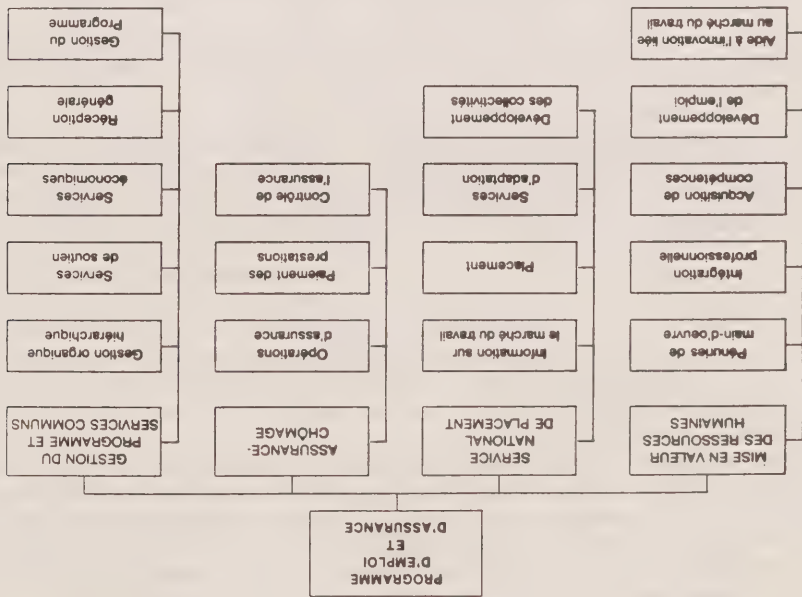 PROGRAMME
D'EMPLOI
ET
D'ASSURANCE
MISE EN VALEUR
DES RESSOURCES
HUMAINES
Pénuries de
main-d'oeuvre
Intégration
professionnelle
Acquisition de
compétences
Développement
de l'emploi
Aide à l'innovation liée
au marché du travail
SERVICE
NATIONAL
DE PLACEMENT
Information sur
le marché du travail
Placement
Services
d'adaptation
Développement
des collectivités
ASSURANCE-
CHÔMAGE
Opérations
d'assurance
Paiement des
prestations
Contrôle de
l'assurance
GESTION DU
PROGRAMME ET
SERVICES COMMUNS
Gestion organique
hiérarchique
Services
de soutien
Services
économiques
Réception
générale
Gestion du
Programme